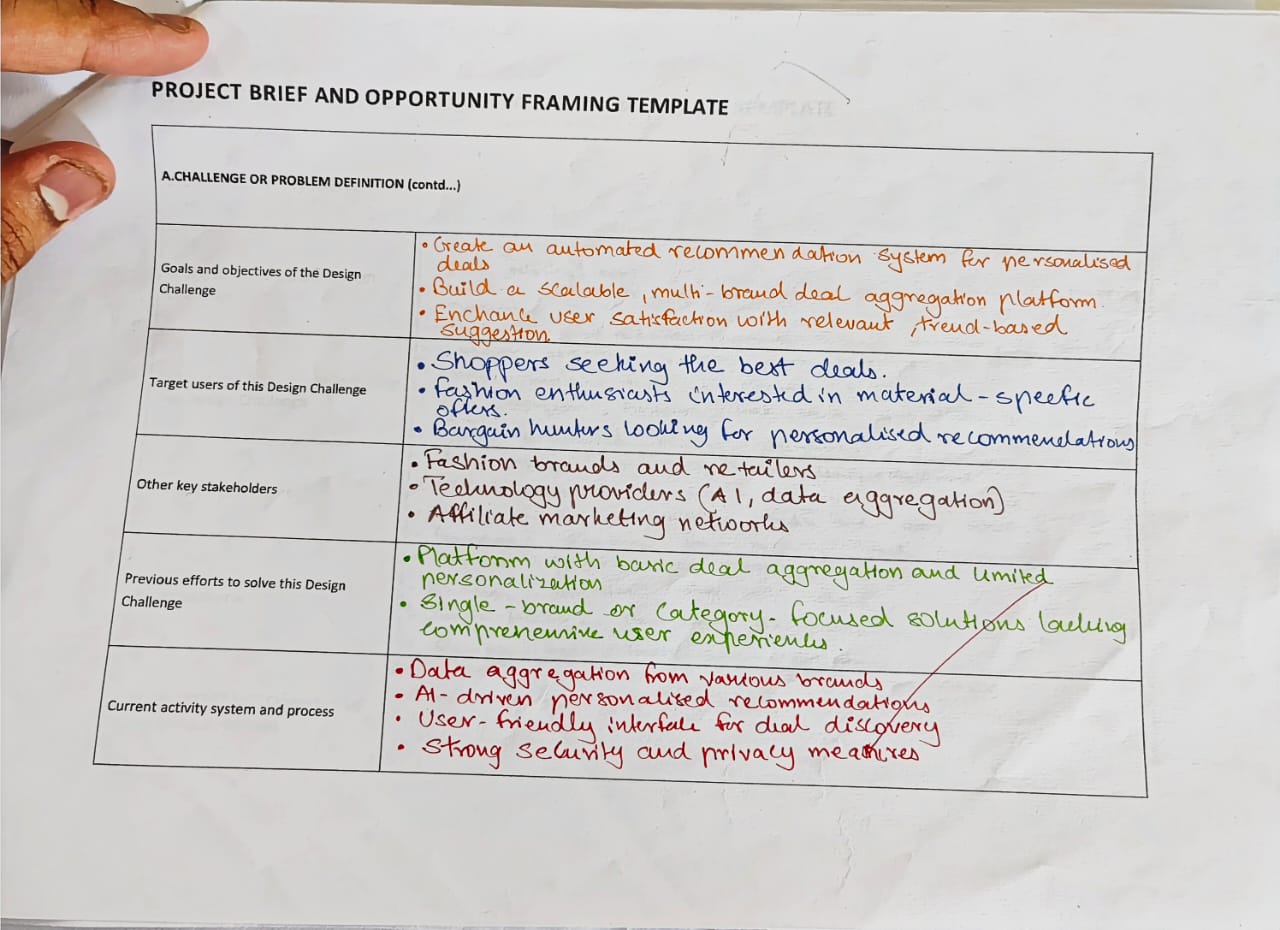 PROJECT BRIEF AND OPPORTUNITY FRAMING TEMPLATE
A.CHALLENGE OR PROBLEM DEFINITION (contd...)
Goals and objectives of the Design
Challenge
• Create an automated recommendation system for personalised
deals
• Build a scalable, multi-brand deal aggregation platform.
• Enchance user satisfaction with relevant, trend-based
suggestion.
Target users of this Design Challenge
• Shoppers seeking the best deals.
• Fashion enthusiasts interested in material-speefic
offers.
• Bargain hunters looking for personalised recommendations
Other key stakeholders
• Fashion brands and retailers
• Technology providers (AI, data aggregation)
• Affiliate marketing networks
Previous efforts to solve this Design
Challenge
• Platform with basic deal aggregation and limited
personalization
• Single-brand or category-focused solutions lacking
comprehensive user experiences.
Current activity system and process
• Data aggregation from various brands
• AI-driven personalised recommendations
• User-friendly interface for deal discovery
• Strong security and privacy measures